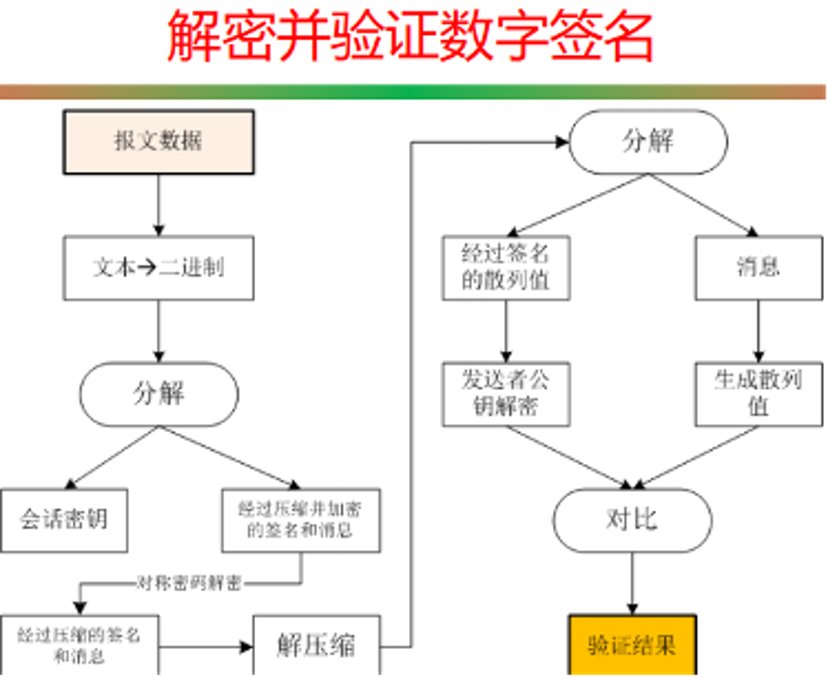 解密并验证数字签名
报文数据
文本→二进制
分解
会话密钥
经过压缩并加密
的签名和消息
对称密码解密
经过压缩的签名
和消息
解压缩
分解
经过签名
的散列值
消息
发送者公
钥解密
生成散列
值
对比
验证结果